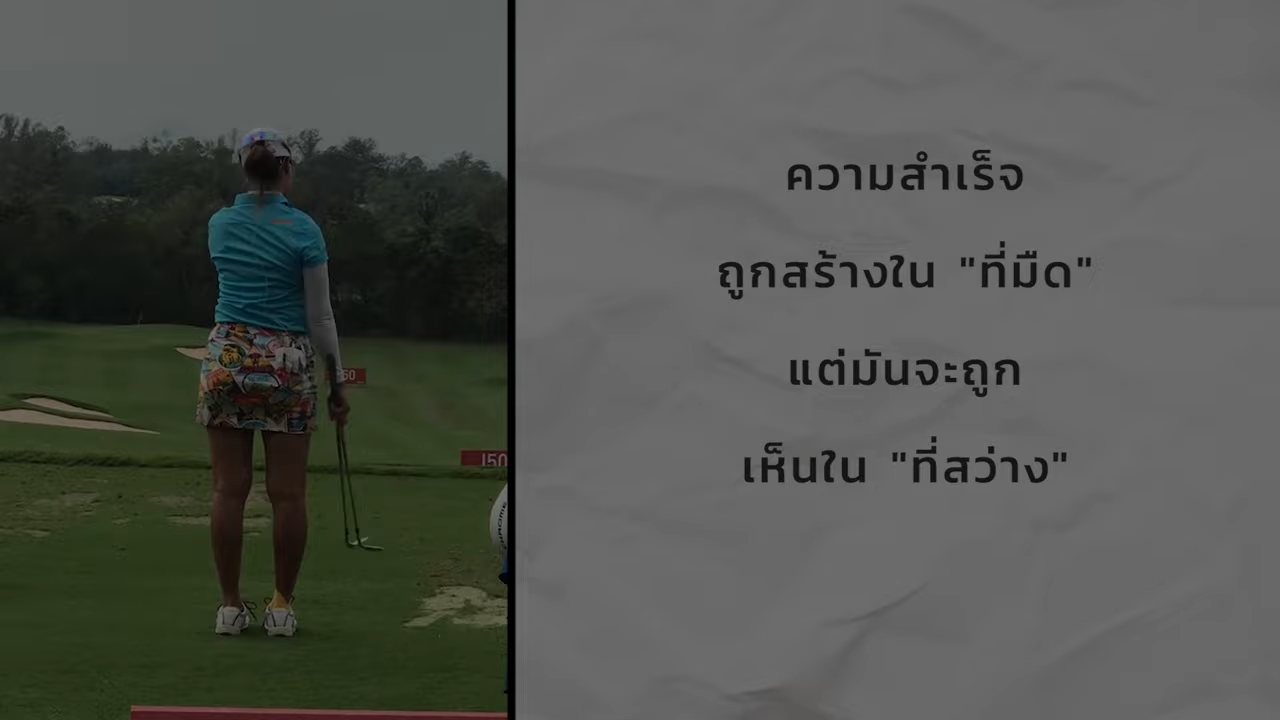 ความสำเร็จ
ถูกสร้างใน "ที่มืด"
แต่มันจะถูก
เห็นใน "ที่สว่าง"
50
150